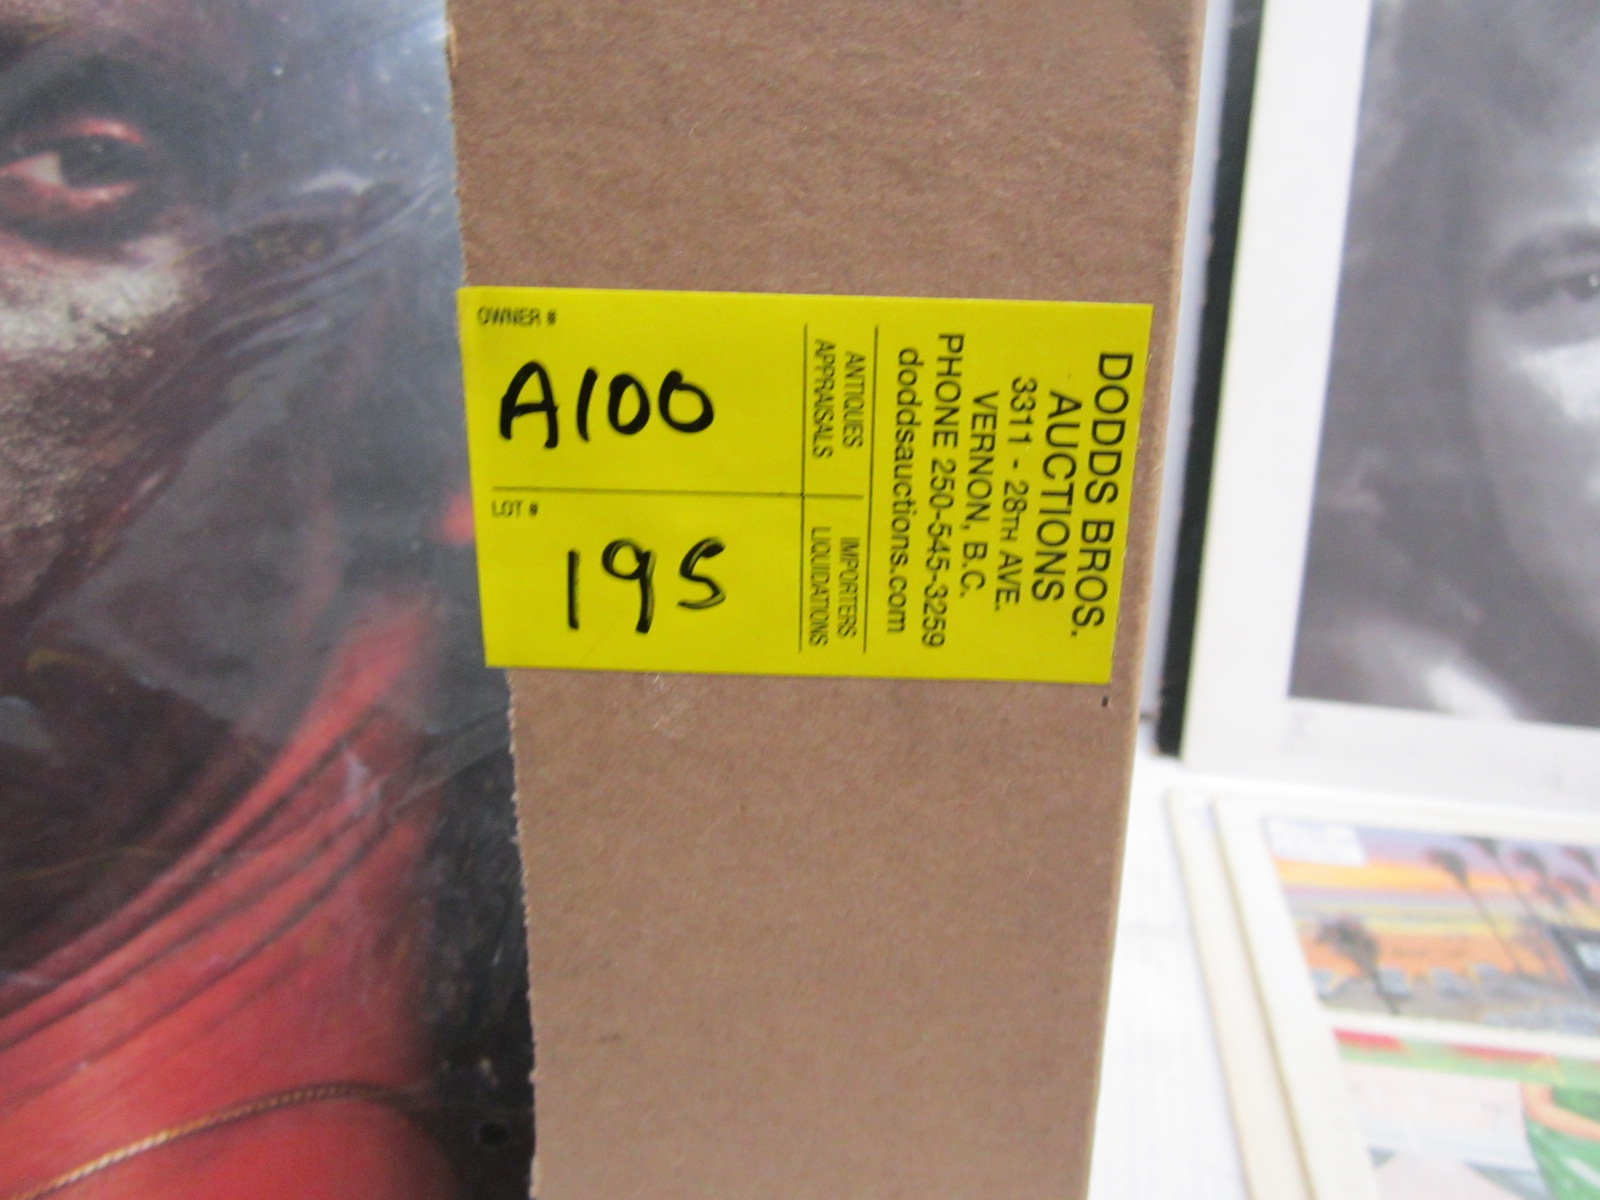 OWNER #
A100
LOT #
195
ANTIQUES
APPRAISALS
IMPORTERS
LIQUIDATIONS
DODDS BROS.
AUCTIONS
3311 - 28TH AVE.
VERNON, B.C.
PHONE 250-545-3259
doddsauctions.com